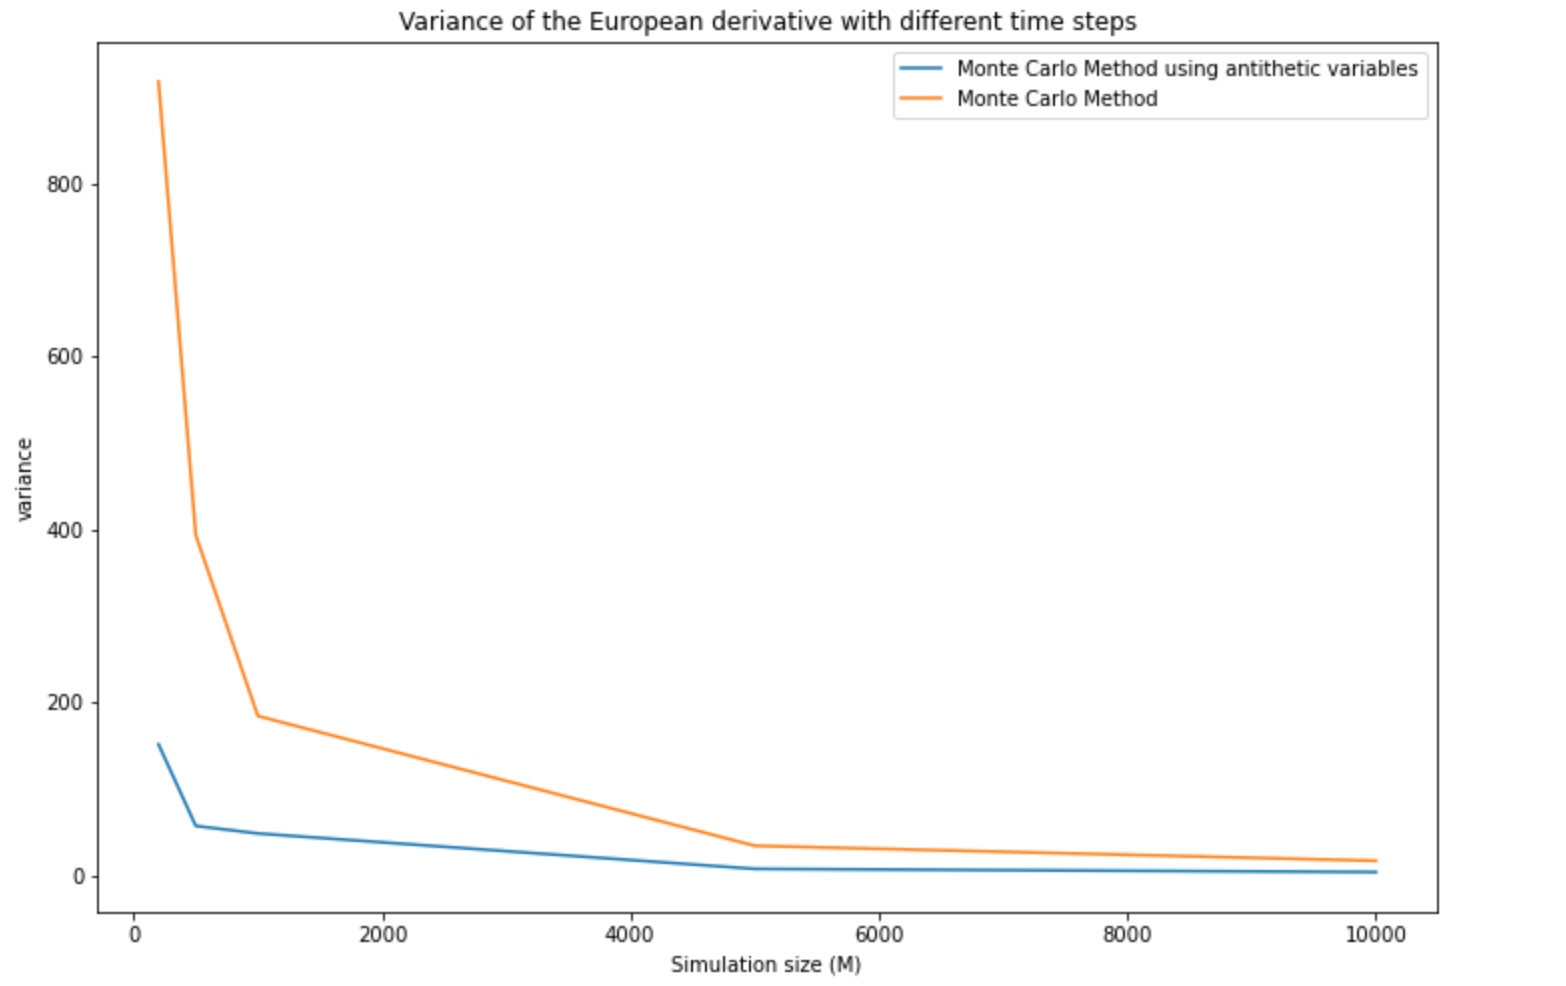 Variance of the European derivative with different time steps
Monte Carlo Method using antithetic variables
Monte Carlo Method
800
600
400
200
0
variance
0 2000 4000 6000 8000 10000
Simulation size (M)